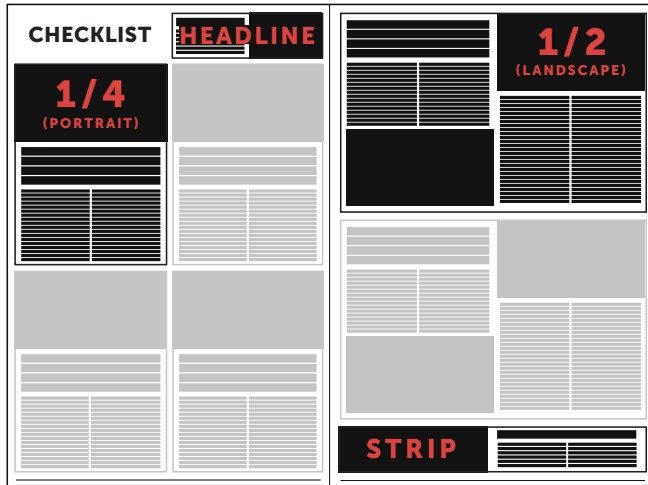 CHECKLIST
HEADLINE
1/4
(PORTRAIT)
1/2
(LANDSCAPE)
STRIP